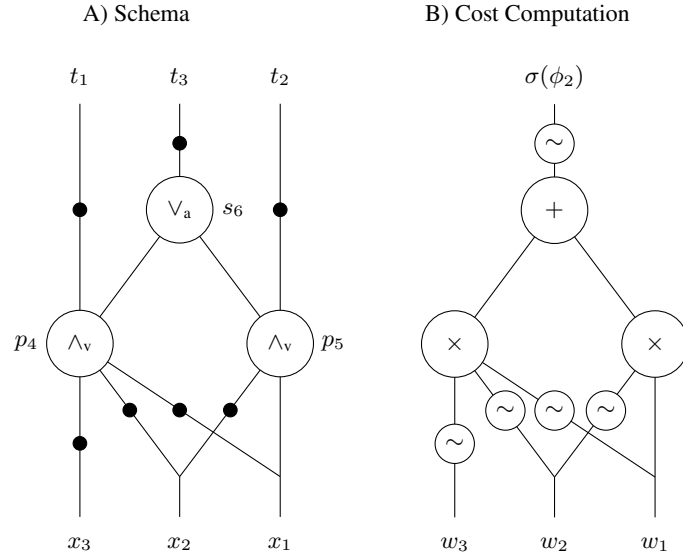 A) Schema
B) Cost Computation
t₁ t₃ t₂
σ(ϕ₂)
∼
∨ₐ s₆
+
p₄ ∧ᵥ ∧ᵥ p₅
× ×
∼ ∼ ∼
∼
x₃ x₂ x₁
w₃ w₂ w₁